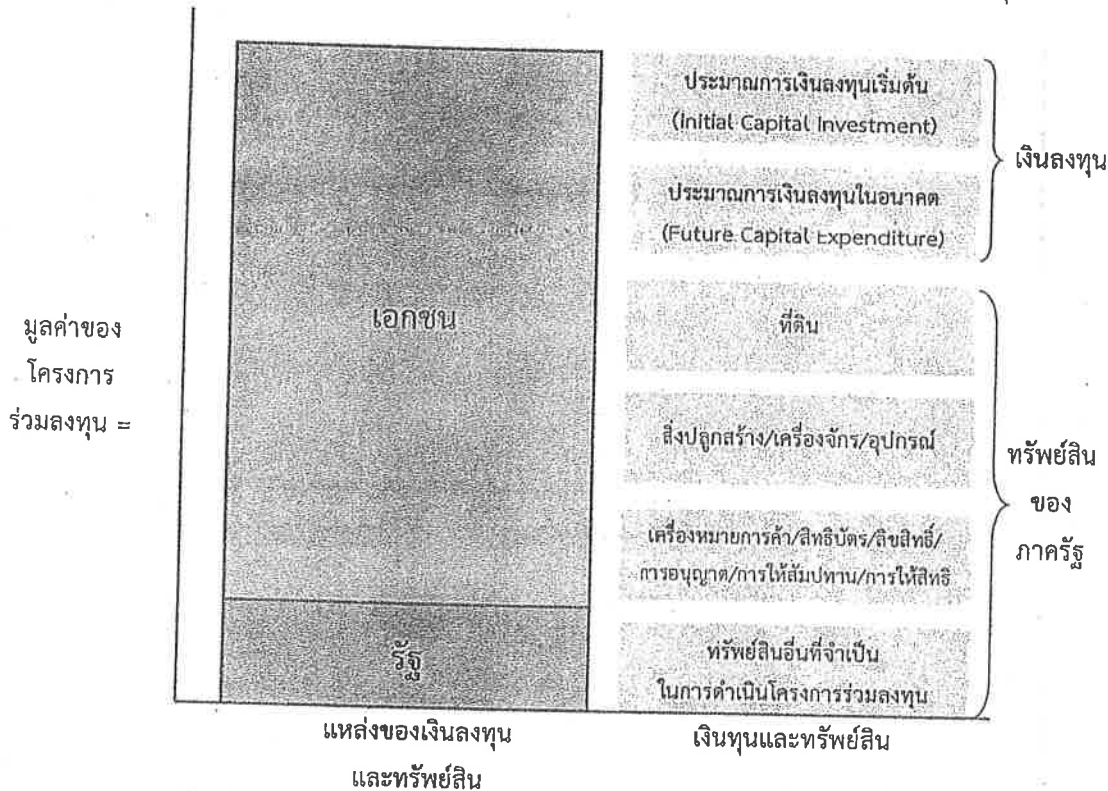 ประมาณการเงินลงทุนเริ่มต้น
(Initial Capital Investment)
ประมาณการเงินลงทุนในอนาคต
(Future Capital Expenditure)
เงินลงทุน
เอกชน
ที่ดิน
มูลค่าของ
โครงการ
ร่วมลงทุน =
สิ่งปลูกสร้าง/เครื่องจักร/อุปกรณ์
ทรัพย์สิน
ของ
ภาครัฐ
เครื่องหมายการค้า/สิทธิบัตร/ลิขสิทธิ์/
การอนุญาต/การให้สัมปทาน/การให้สิทธิ
รัฐ
ทรัพย์สินอื่นที่จำเป็น
ในการดำเนินโครงการร่วมลงทุน
แหล่งของเงินลงทุน
และทรัพย์สิน
เงินทุนและทรัพย์สิน